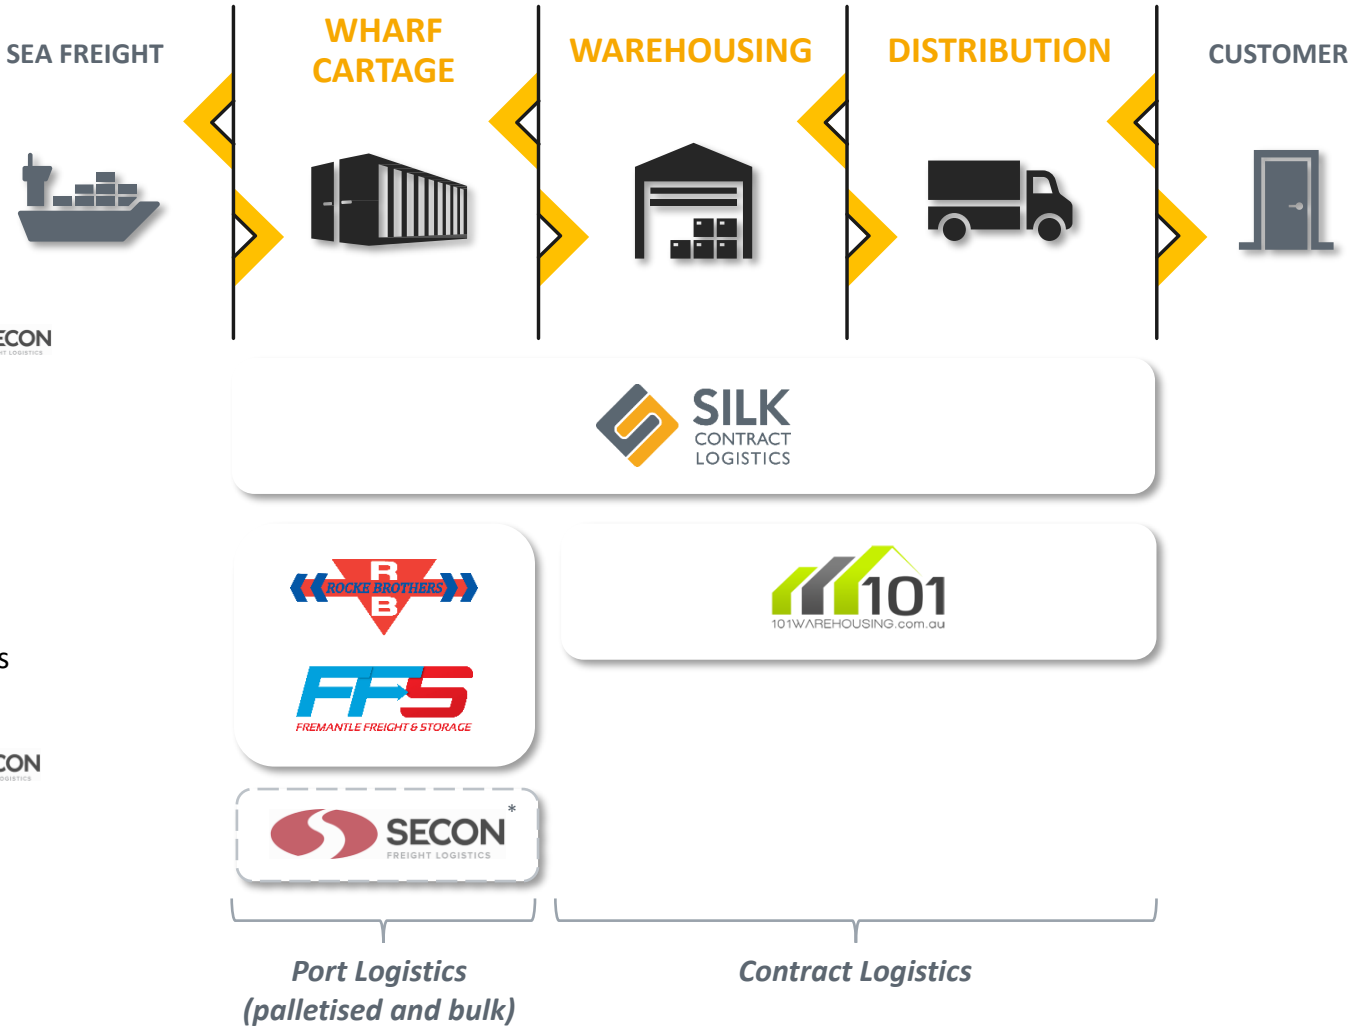 SEA FREIGHT
WHARF
CARTAGE
WAREHOUSING
DISTRIBUTION
CUSTOMER
SILK
CONTRACT
LOGISTICS
R
ROCKE BROTHERS
B
FFS
FREMANTLE FREIGHT & STORAGE
101
101WAREHOUSING.com.au
SECON*
FREIGHT LOGISTICS
Port Logistics
(palletised and bulk)
Contract Logistics